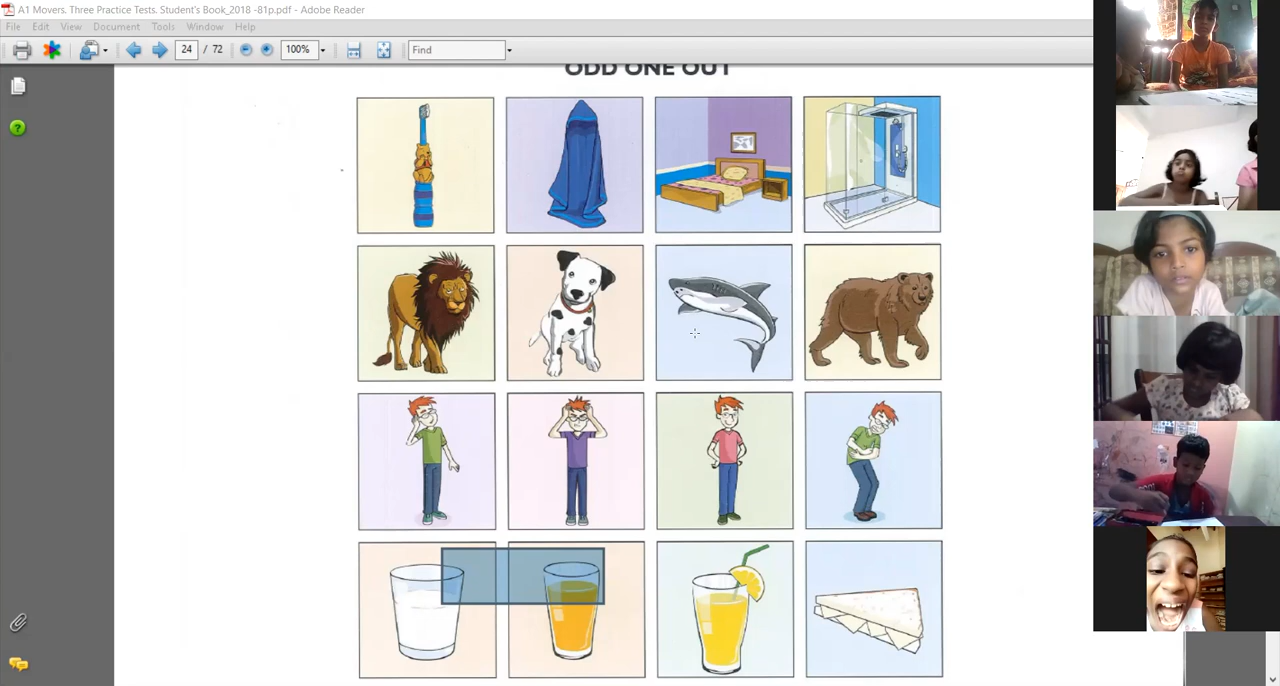 A1 Movers. Three Practice Tests. Student's Book_2018 -81p.pdf - Adobe Reader
File Edit View Document Tools Window Help
24 / 72 100% Find
ODD ONE OUT